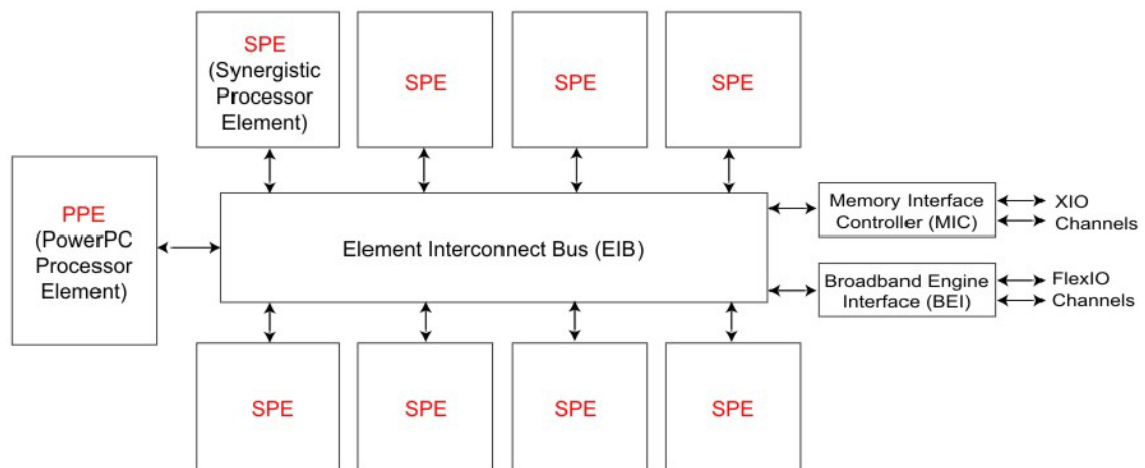 SPE
(Synergistic
Processor
Element)
SPE
SPE
SPE
PPE
(PowerPC
Processor
Element)
Element Interconnect Bus (EIB)
Memory Interface
Controller (MIC)
XIO
Channels
Broadband Engine
Interface (BEI)
FlexIO
Channels
SPE
SPE
SPE
SPE